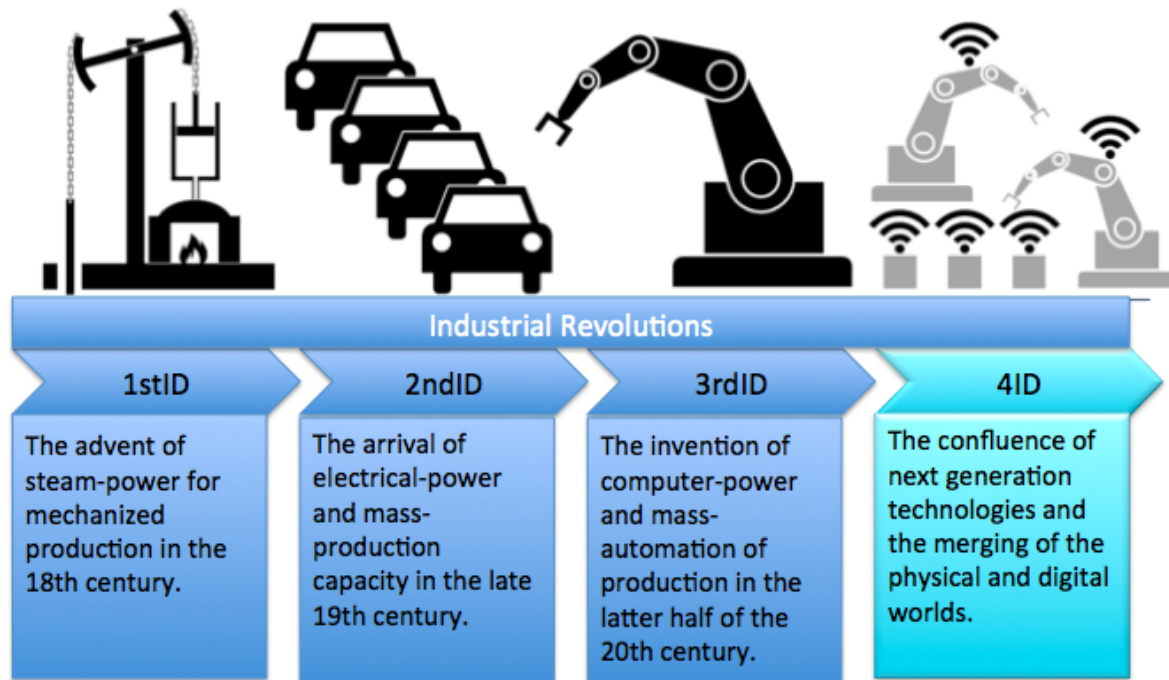 Industrial Revolutions
1stID
The advent of
steam-power for
mechanized
production in the
18th century.
2ndID
The arrival of
electrical-power
and mass-
production
capacity in the late
19th century.
3rdID
The invention of
computer-power
and mass-
automation of
production in the
latter half of the
20th century.
4ID
The confluence of
next generation
technologies and
the merging of the
physical and digital
worlds.